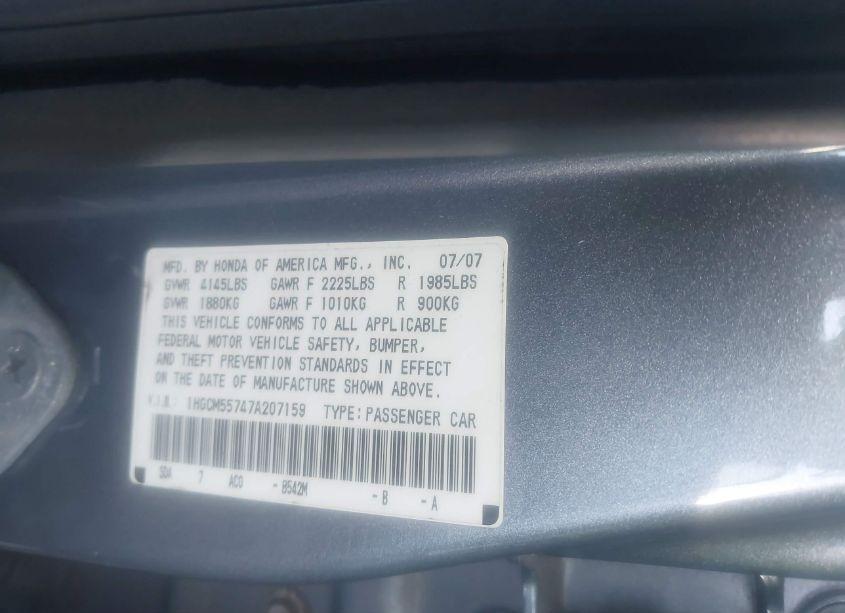 MFD. BY HONDA OF AMERICA MFG., INC. 07/07
GVWR 4145LBS GAWR F 2225LBS R 1985LBS
GVWR 1880KG GAWR F 1010KG R 900KG
THIS VEHICLE CONFORMS TO ALL APPLICABLE
FEDERAL MOTOR VEHICLE SAFETY, BUMPER,
AND THEFT PREVENTION STANDARDS IN EFFECT
ON THE DATE OF MANUFACTURE SHOWN ABOVE.
V.I.N.: 1HGCM55747A207159 TYPE: PASSENGER CAR
SDA 7 AC0 - B542M - B - A